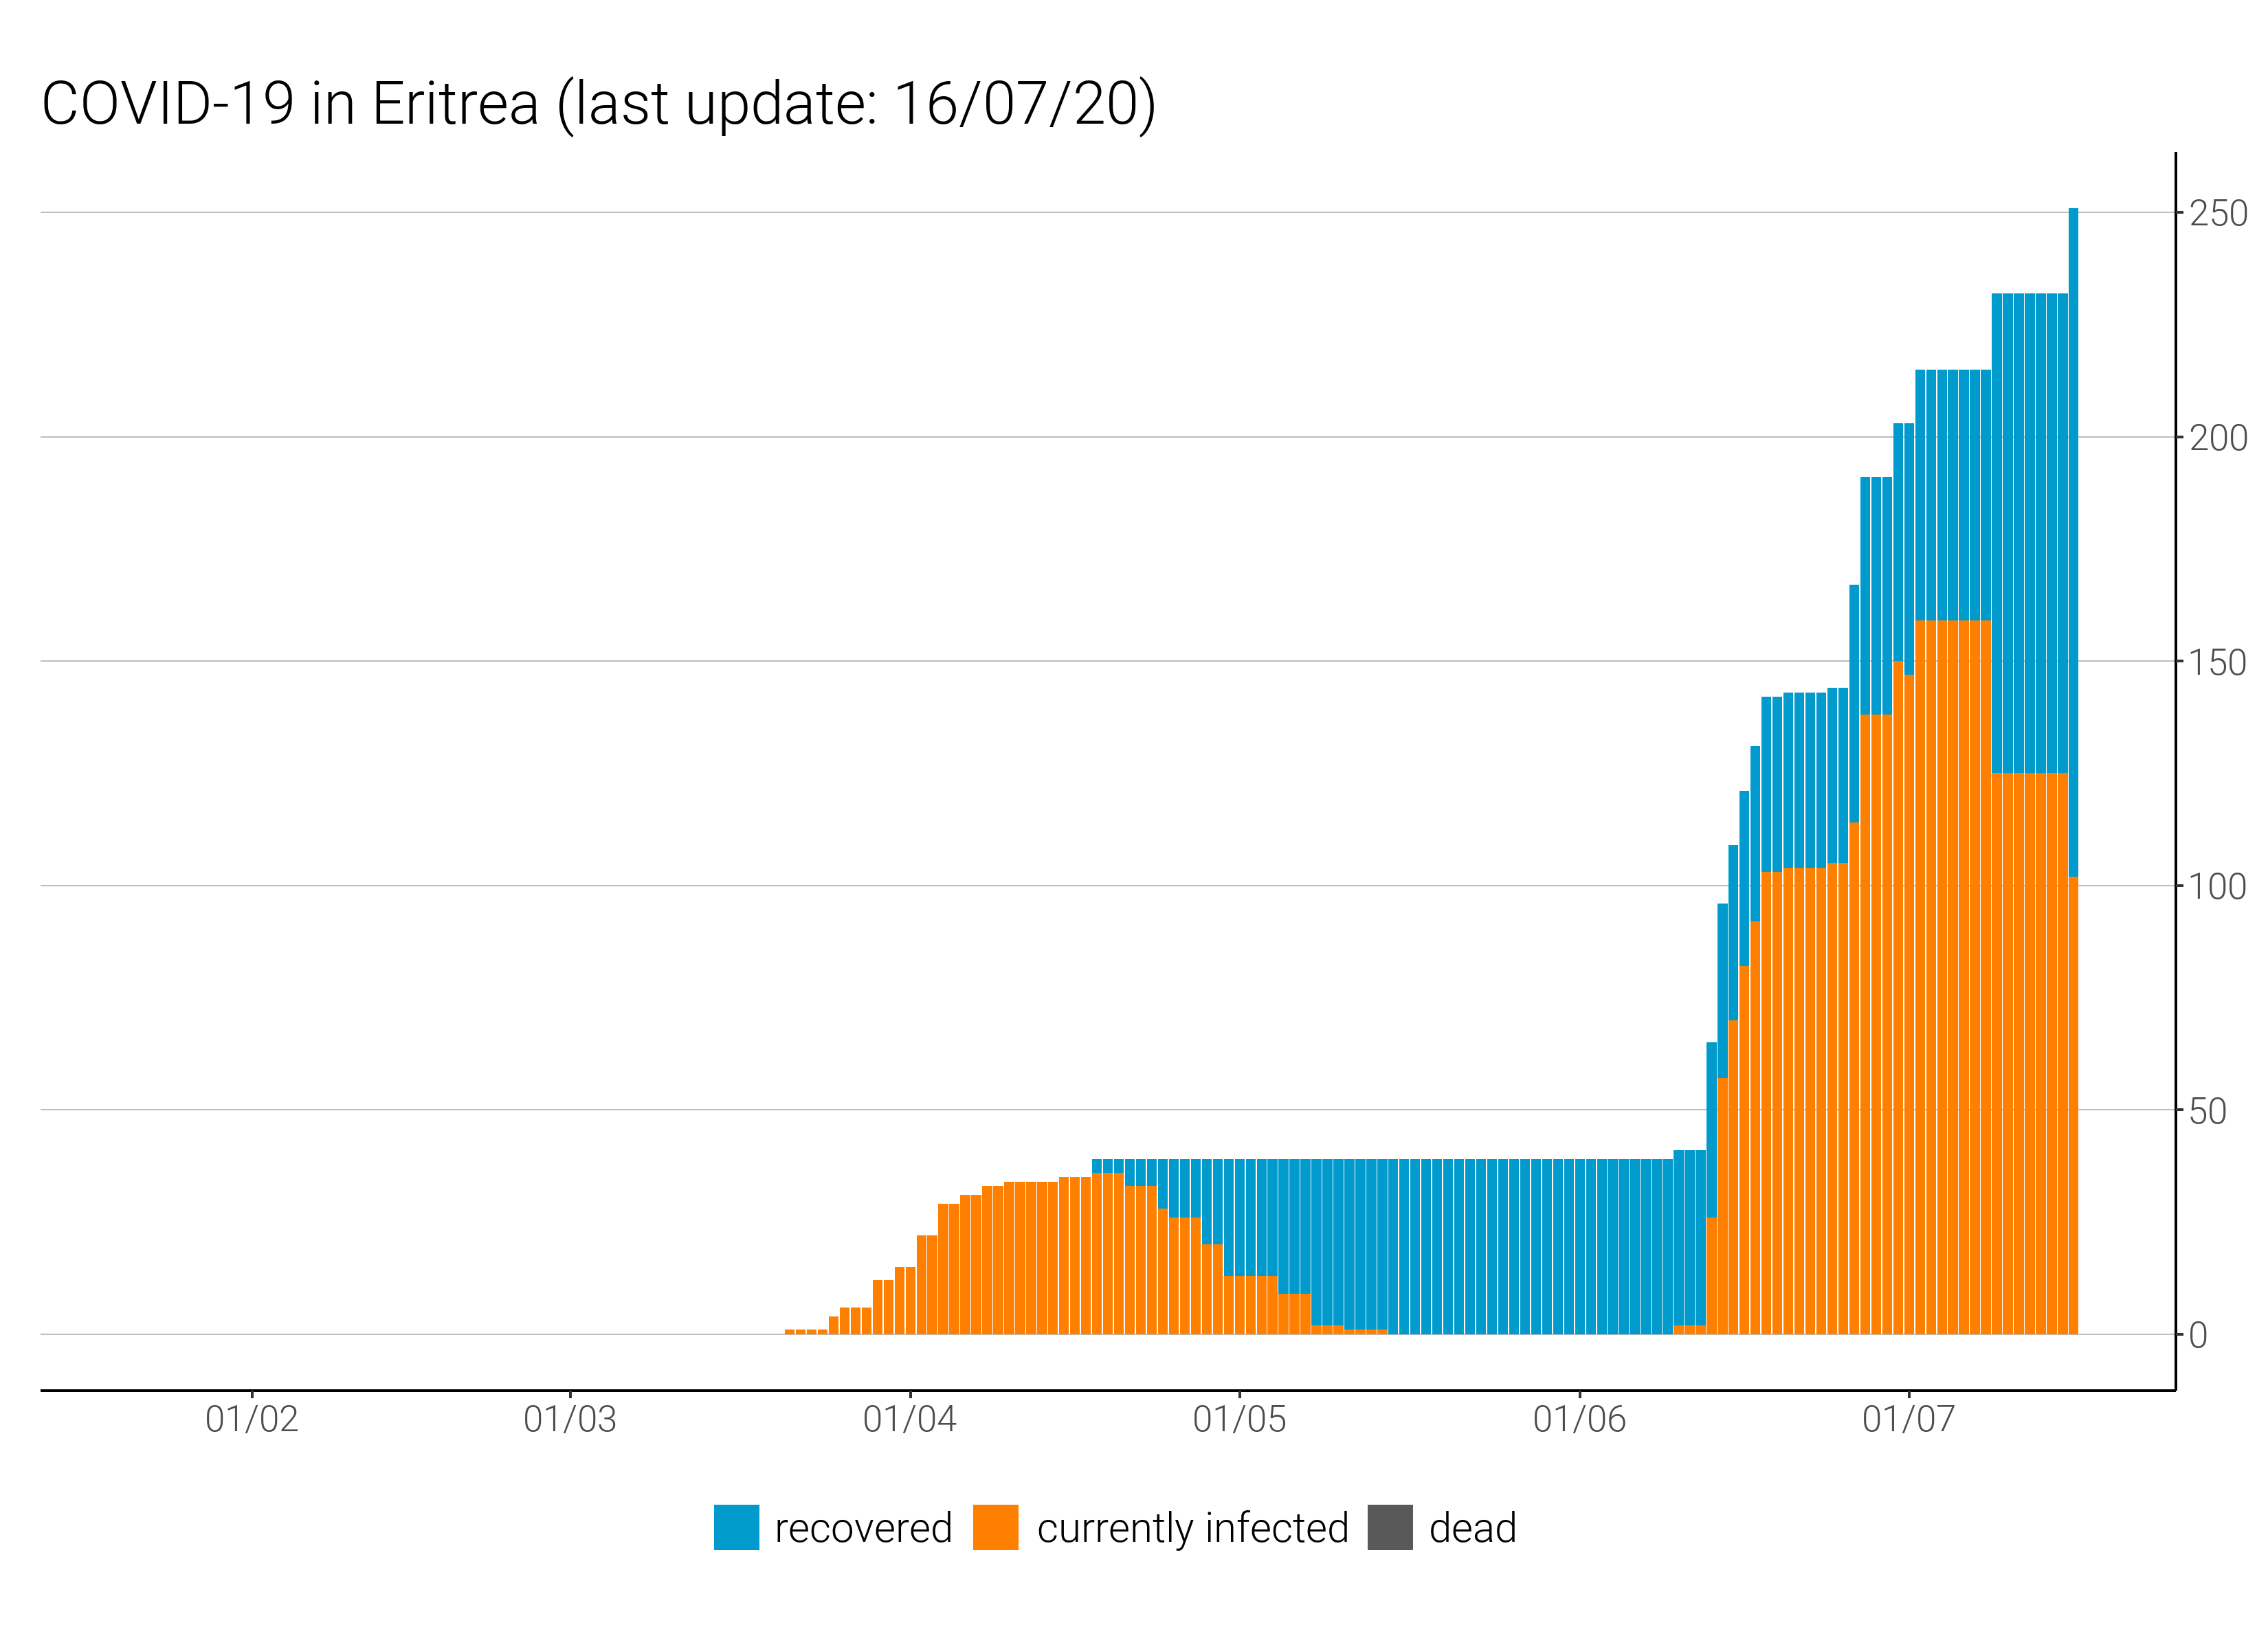 COVID-19 in Eritrea (last update: 16/07/20)
250
200
150
100
50
0
01/02 01/03 01/04 01/05 01/06 01/07
recovered currently infected dead